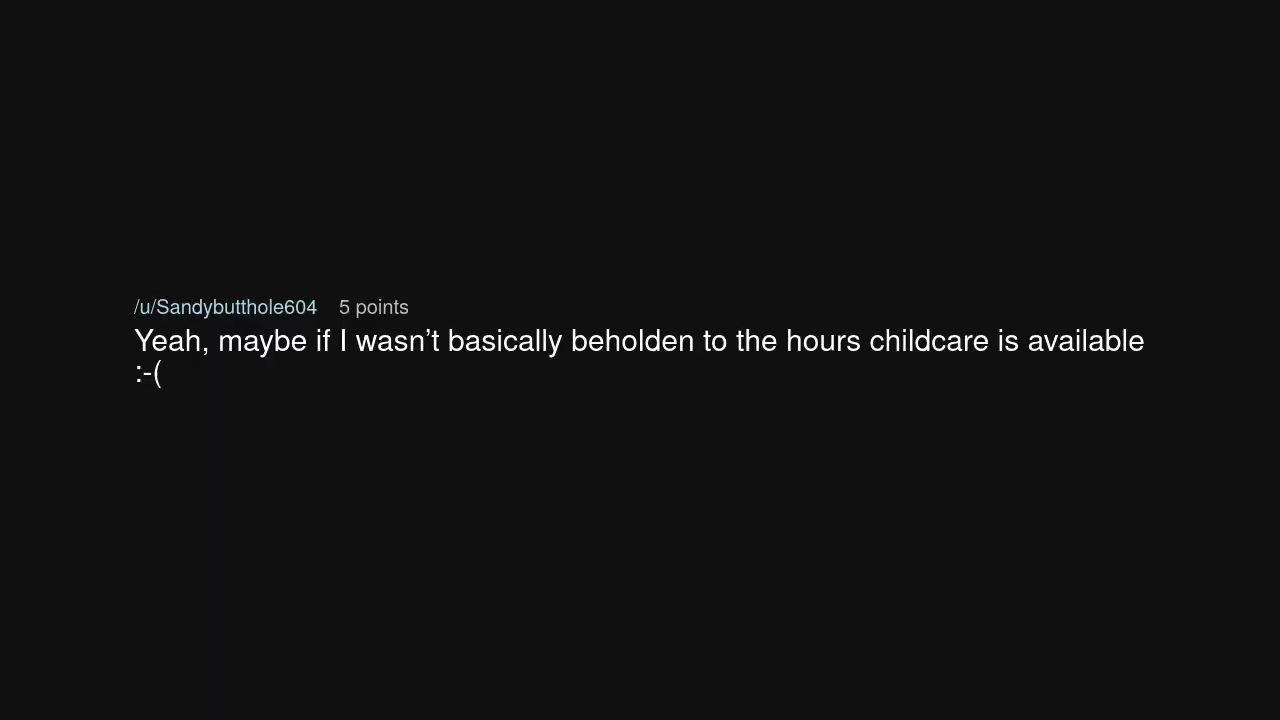 /u/Sandybutthole604 5 points
Yeah, maybe if I wasn’t basically beholden to the hours childcare is available
:-(